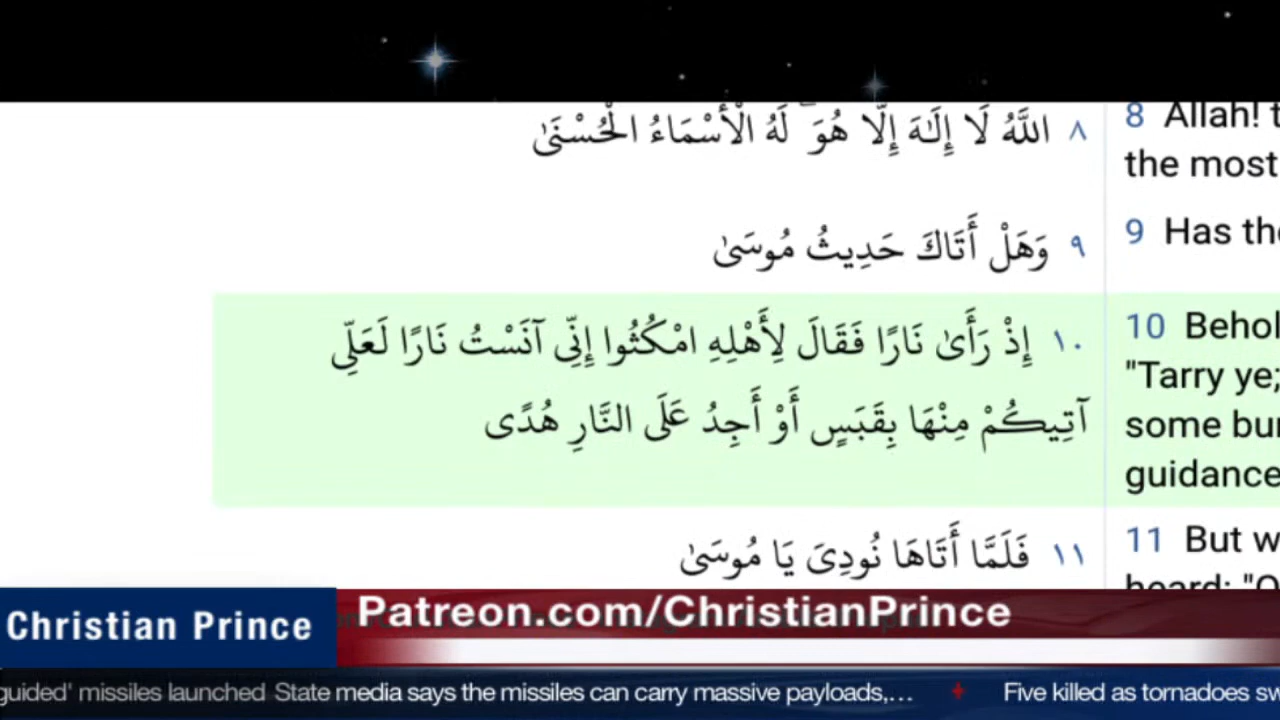 ٨ اللَّهُ لَا إِلَٰهَ إِلَّا هُوَ ۖ لَهُ الْأَسْمَاءُ الْحُسْنَىٰ
8 Allah! t
the most
٩ وَهَلْ أَتَاكَ حَدِيثُ مُوسَىٰ
9 Has the
١٠ إِذْ رَأَىٰ نَارًا فَقَالَ لِأَهْلِهِ امْكُثُوا إِنِّي آنَسْتُ نَارًا لَعَلِّي
آتِيكُمْ مِنْهَا بِقَبَسٍ أَوْ أَجِدُ عَلَى النَّارِ هُدًى
10 Behol
"Tarry ye;
some bur
guidance
١١ فَلَمَّا أَتَاهَا نُودِيَ يَا مُوسَىٰ
11 But w
heard: "O
Christian Prince
Patreon.com/ChristianPrince
guided' missiles launched State media says the missiles can carry massive payloads,... Five killed as tornadoes sw